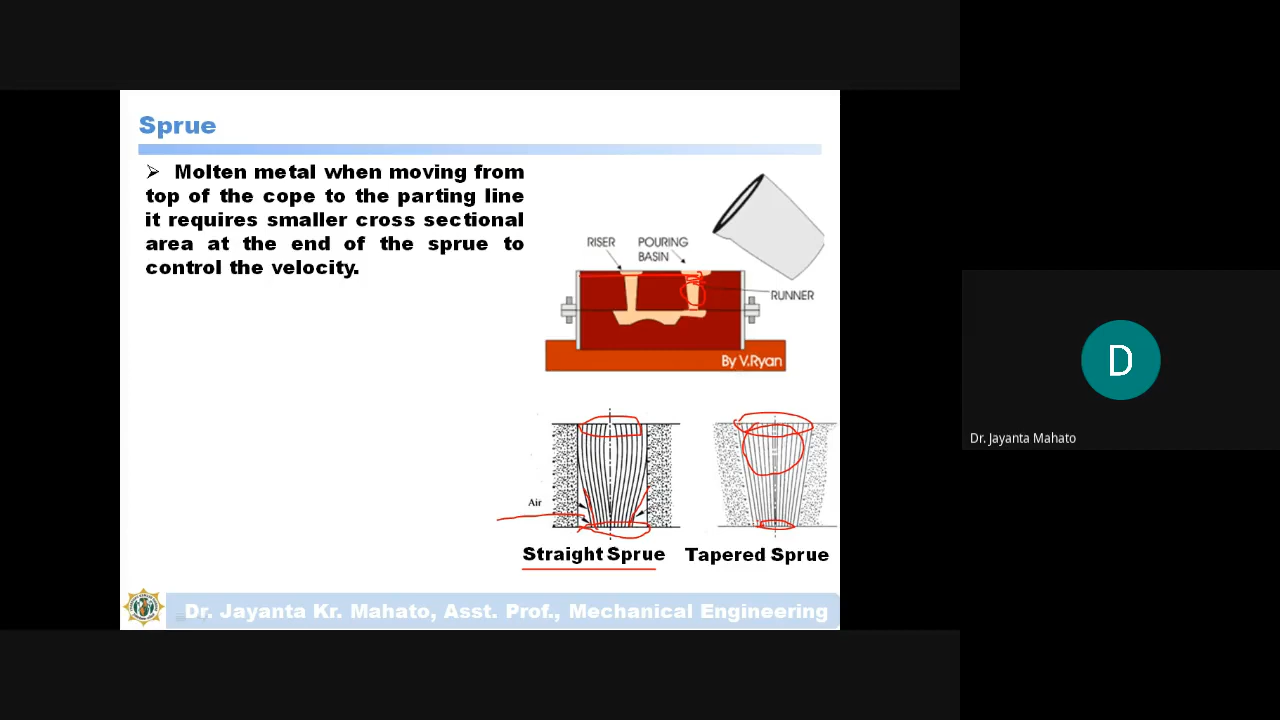 Sprue
➢ Molten metal when moving from
top of the cope to the parting line
it requires smaller cross sectional
area at the end of the sprue to
control the velocity.
RISER
POURING
BASIN
RUNNER
By V.Ryan
Air
Straight Sprue
Tapered Sprue
Dr. Jayanta Kr. Mahato, Asst. Prof., Mechanical Engineering
D
Dr. Jayanta Mahato